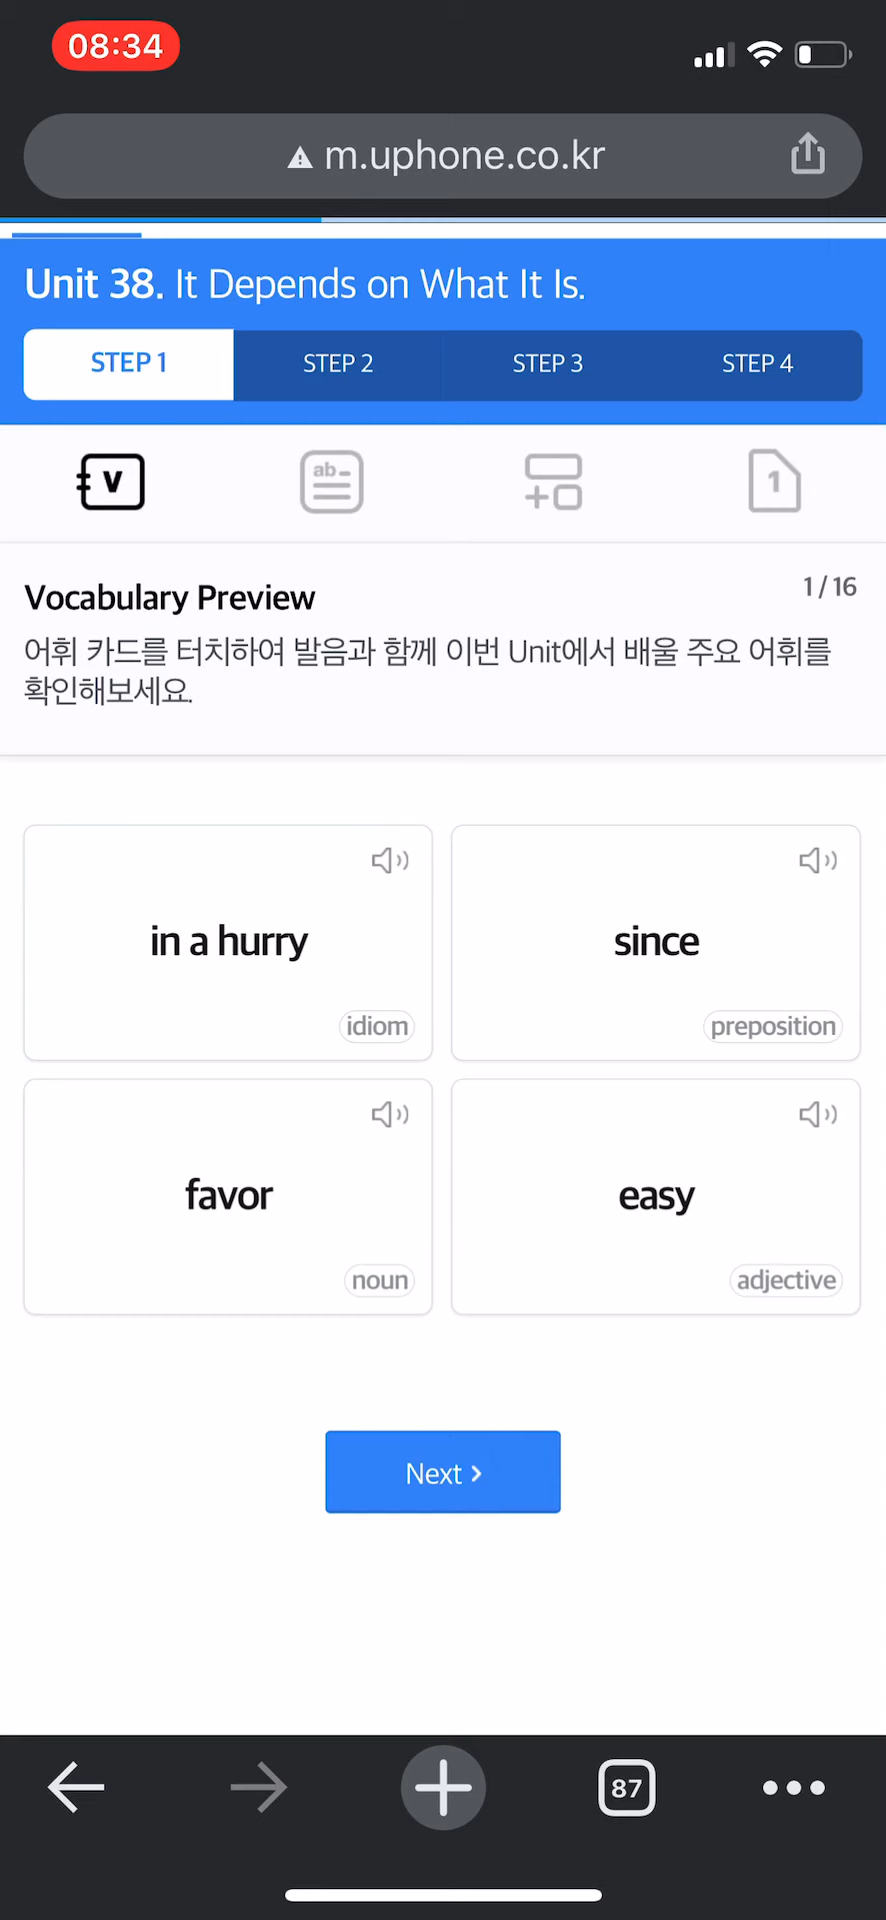 08:34
m.uphone.co.kr
Unit 38. It Depends on What It Is.
STEP 1 STEP 2 STEP 3 STEP 4
V ab 1
Vocabulary Preview 1 / 16
어휘 카드를 터치하여 발음과 함께 이번 Unit에서 배울 주요 어휘를
확인해보세요.
in a hurry
idiom
since
preposition
favor
noun
easy
adjective
Next >
87